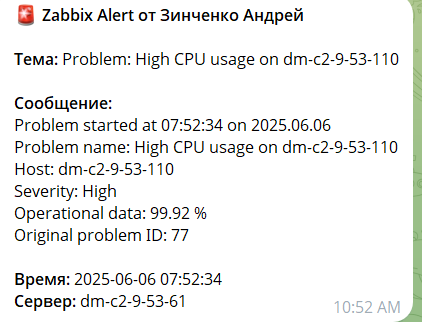 🚨 Zabbix Alert от Зинченко Андрей
Тема: Problem: High CPU usage on dm-c2-9-53-110
Сообщение:
Problem started at 07:52:34 on 2025.06.06
Problem name: High CPU usage on dm-c2-9-53-110
Host: dm-c2-9-53-110
Severity: High
Operational data: 99.92 %
Original problem ID: 77
Время: 2025-06-06 07:52:34
Сервер: dm-c2-9-53-61
10:52 AM